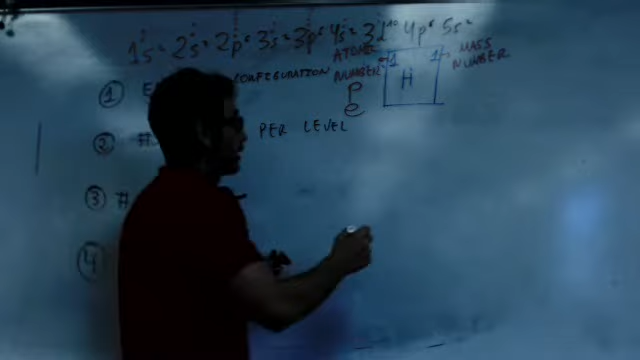 1s² 2s² 2p⁶ 3s² 3p⁶ 4s² 3d¹⁰ 4p⁶ 5s²
① CONFIGURATION
ATOMIC NUMBER
1 H 1
MASS NUMBER
p
e
② PER LEVEL
③ #
④